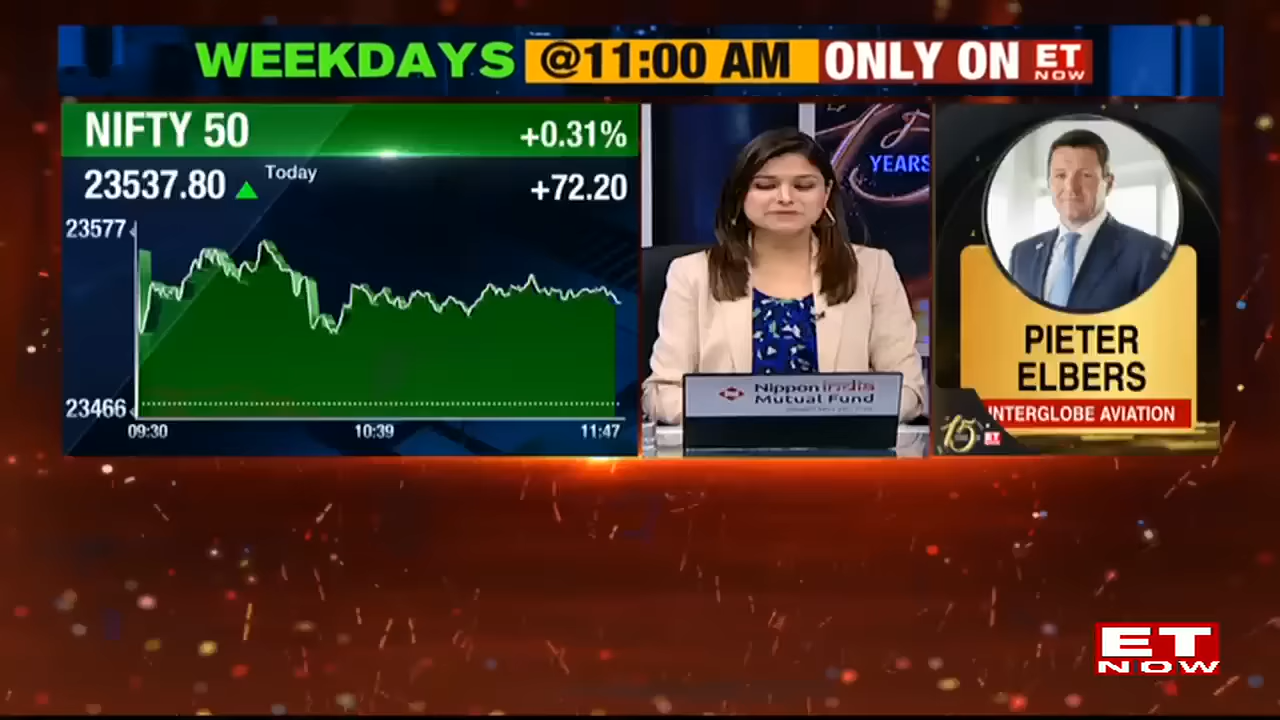 WEEKDAYS @11:00 AM ONLY ON ET NOW
NIFTY 50 +0.31%
23537.80 Today +72.20
23577
23466
09:30 10:39 11:47
YEARS
Nippon india
Mutual Fund
PIETER
ELBERS
INTERGLOBE AVIATION
15 ET NOW
ET
NOW